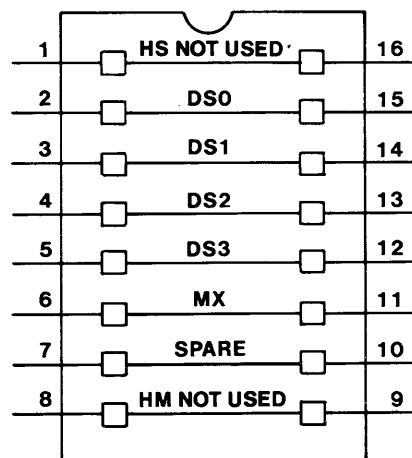 1 HS NOT USED 16
2 DS0 15
3 DS1 14
4 DS2 13
5 DS3 12
6 MX 11
7 SPARE 10
8 HM NOT USED 9